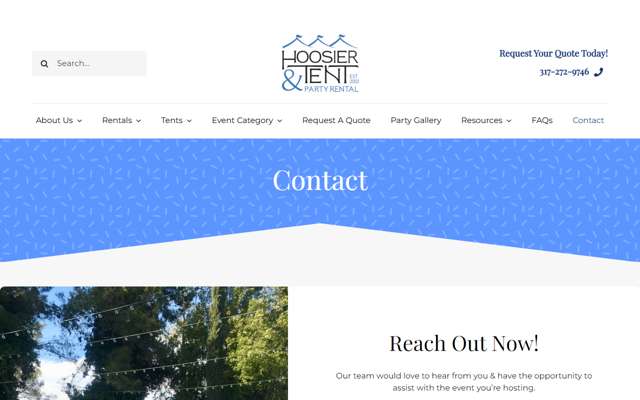 Search...
HOOSIER
& TENT
EST. 2002
PARTY RENTAL
Request Your Quote Today!
317-272-9746
About Us
Rentals
Tents
Event Category
Request A Quote
Party Gallery
Resources
FAQs
Contact
Contact
Reach Out Now!
Our team would love to hear from you & have the opportunity to
assist with the event you're hosting.